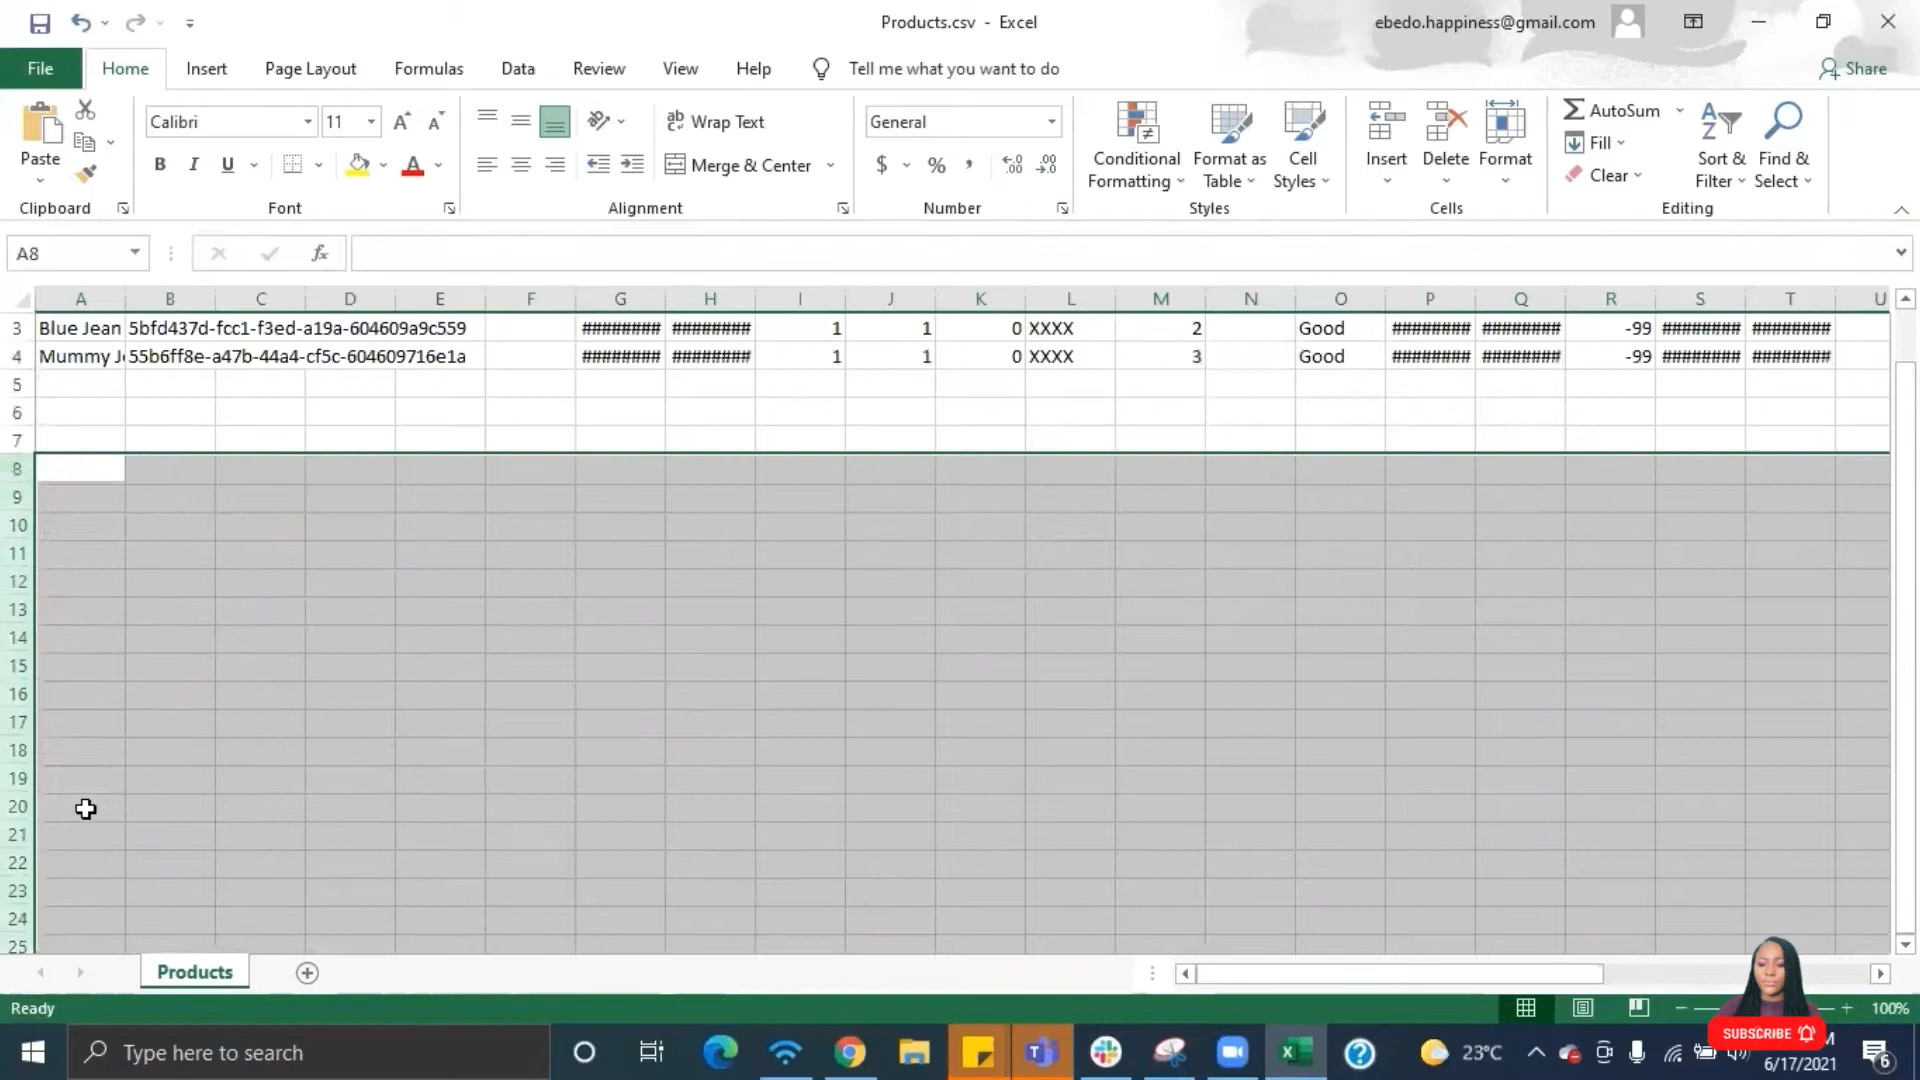 Products.csv - Excel
ebedo.happiness@gmail.com
File Home Insert Page Layout Formulas Data Review View Help Tell me what you want to do Share
Paste
Clipboard
Calibri 11
B I U
Font
Wrap Text
Merge & Center
Alignment
General
$ % ,
Number
Conditional Formatting
Format as Table
Cell Styles
Styles
Insert Delete Format
Cells
AutoSum
Fill
Clear
Sort & Filter
Find & Select
Editing
A8 fx
A B C D E F G H I J K L M N O P Q R S T U
3 Blue Jean 5bfd437d-fcc1-f3ed-a19a-604609a9c559 ######## ######## 1 1 0 XXXX 2 Good ######## ######## -99 ######## ########
4 Mummy J 55b6ff8e-a47b-44a4-cf5c-604609716e1a ######## ######## 1 1 0 XXXX 3 Good ######## ######## -99 ######## ########
5
6
7
8
9
10
11
12
13
14
15
16
17
18
19
20
21
22
23
24
25
Products
Ready
100%
SUBSCRIBE
Type here to search
23°C
6/17/2021
6